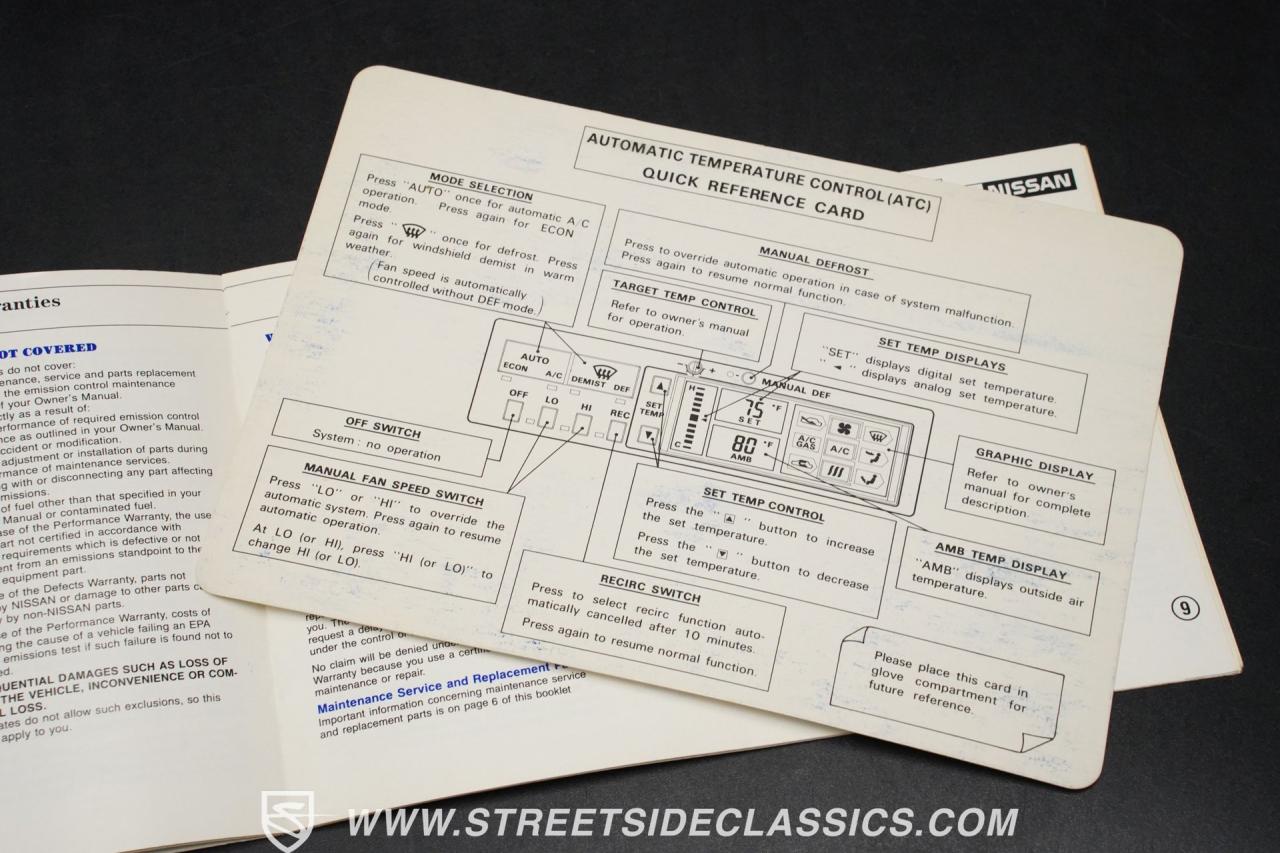 AUTOMATIC TEMPERATURE CONTROL (ATC)
QUICK REFERENCE CARD
NISSAN
MODE SELECTION
Press "AUTO" once for automatic A/C
operation. Press again for ECON
mode.
Press " " once for defrost. Press
again for windshield demist in warm
weather.
(Fan speed is automatically
controlled without DEF mode.)
MANUAL DEFROST
Press to override automatic operation in case of system malfunction.
Press again to resume normal function.
TARGET TEMP CONTROL
Refer to owner's manual
for operation.
SET TEMP DISPLAYS
"SET" displays digital set temperature.
" ◄ " displays analog set temperature.
AUTO
ECON A/C
DEMIST DEF
OFF LO HI REC
SET
TEMP
▲
▼
- +
○ -
MANUAL DEF
H
C
75 °F
SET
80 °F
AMB
A/C
GAS
A/C
OFF SWITCH
System : no operation
MANUAL FAN SPEED SWITCH
Press "LO" or "HI" to override the
automatic system. Press again to resume
automatic operation.
At LO (or HI), press "HI (or LO)" to
change HI (or LO).
RECIRC SWITCH
Press to select recirc function auto-
matically cancelled after 10 minutes.
Press again to resume normal function.
SET TEMP CONTROL
Press the " ▲ " button to increase
the set temperature.
Press the " ▼ " button to decrease
the set temperature.
GRAPHIC DISPLAY
Refer to owner's
manual for complete
description.
AMB TEMP DISPLAY
"AMB" displays outside air
temperature.
Please place this card in
glove compartment for
future reference.
9
ranties
OT COVERED
s do not cover:
enance, service and parts replacement
the emission control maintenance
f your Owner's Manual.
ctly as a result of:
erformance of required emission control
nce as outlined in your Owner's Manual.
ccident or modification.
adjustment or installation of parts during
rmance of maintenance services.
g with or disconnecting any part affecting
missions.
of fuel other than that specified in your
Manual or contaminated fuel.
ase of the Performance Warranty, the use
art not certified in accordance with
requirements which is defective or not
ent from an emissions standpoint to the
equipment part.
e of the Defects Warranty, parts not
by NISSAN or damage to other parts c
y by non-NISSAN parts.
se of the Performance Warranty, costs of
ng the cause of a vehicle failing an EPA
emissions test if such failure is found not to
ed.
QUENTIAL DAMAGES SUCH AS LOSS OF
THE VEHICLE, INCONVENIENCE OR COM-
L LOSS.
ates do not allow such exclusions, so this
apply to you.
you. The
request a dela
under the control o
No claim will be denied unde
Warranty because you use a certifi
maintenance or repair.
Maintenance Service and Replacement Pa
Important information concerning maintenance service
and replacement parts is on page 6 of this booklet
WWW.STREETSIDECLASSICS.COM